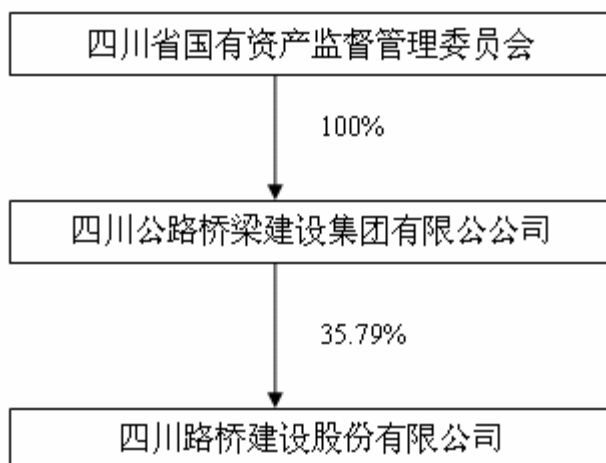 四川省国有资产监督管理委员会
100%
四川公路桥梁建设集团有限公公司
35.79%
四川路桥建设股份有限公司